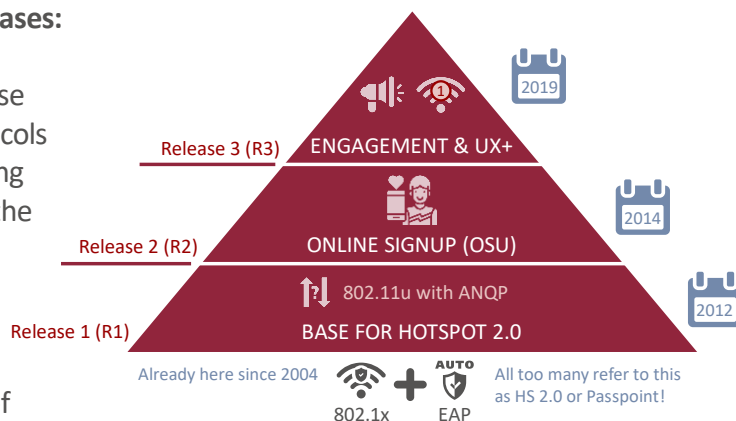 ases:
se
cols
ng
the
f
2019
Release 3 (R3)
ENGAGEMENT & UX+
2014
Release 2 (R2)
ONLINE SIGNUP (OSU)
2012
802.11u with ANQP
Release 1 (R1)
BASE FOR HOTSPOT 2.0
Already here since 2004
802.1x
AUTO
EAP
All too many refer to this
as HS 2.0 or Passpoint!
1
?